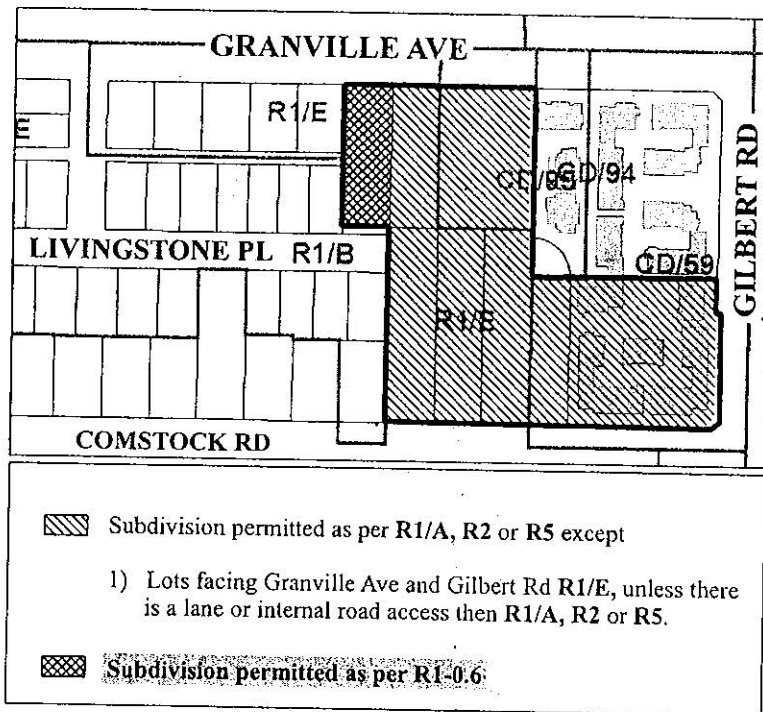 GRANVILLE AVE
R1/E
E
CD/95
CD/94
LIVINGSTONE PL
R1/B
CD/59
GILBERT RD
R1/E
COMSTOCK RD
Subdivision permitted as per R1/A, R2 or R5 except
1) Lots facing Granville Ave and Gilbert Rd R1/E, unless there
is a lane or internal road access then R1/A, R2 or R5.
Subdivision permitted as per R1-0.6